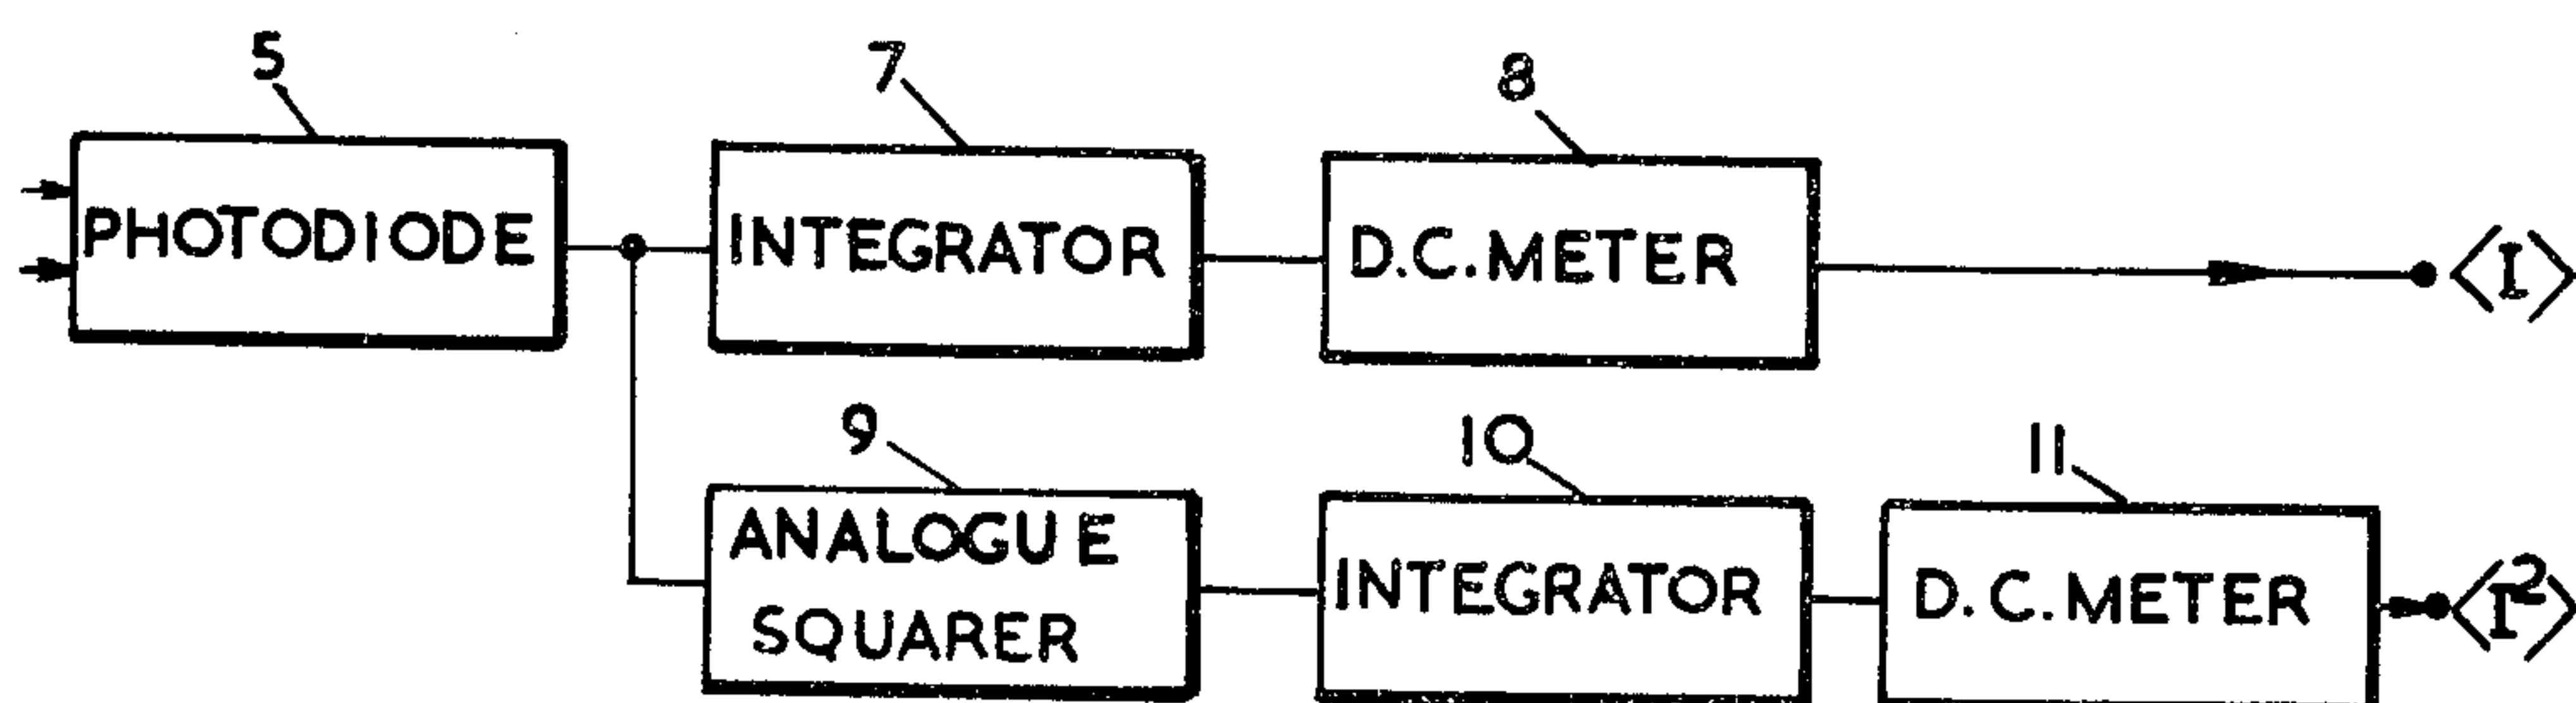 5
7
8
PHOTODIODE
INTEGRATOR
D.C.METER
<I>
9
10
11
ANALOGUE
SQUARER
INTEGRATOR
D.C.METER
<I²>